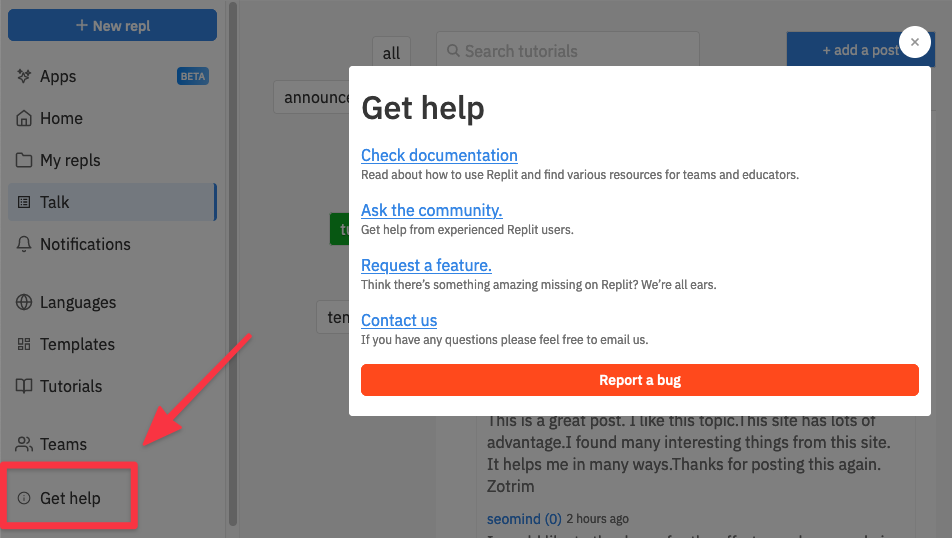 + New repl
Apps
BETA
Home
My repls
Talk
Notifications
Languages
Templates
Tutorials
Teams
Get help
all
Search tutorials
+ add a post
Get help
Check documentation
Read about how to use Replit and find various resources for teams and educators.
Ask the community.
Get help from experienced Replit users.
Request a feature.
Think there's something amazing missing on Replit? We're all ears.
Contact us
If you have any questions please feel free to email us.
Report a bug
This is a great post. I like this topic.This site has lots of
advantage.I found many interesting things from this site.
It helps me in many ways.Thanks for posting this again.
Zotrim
seomind (0) 2 hours ago